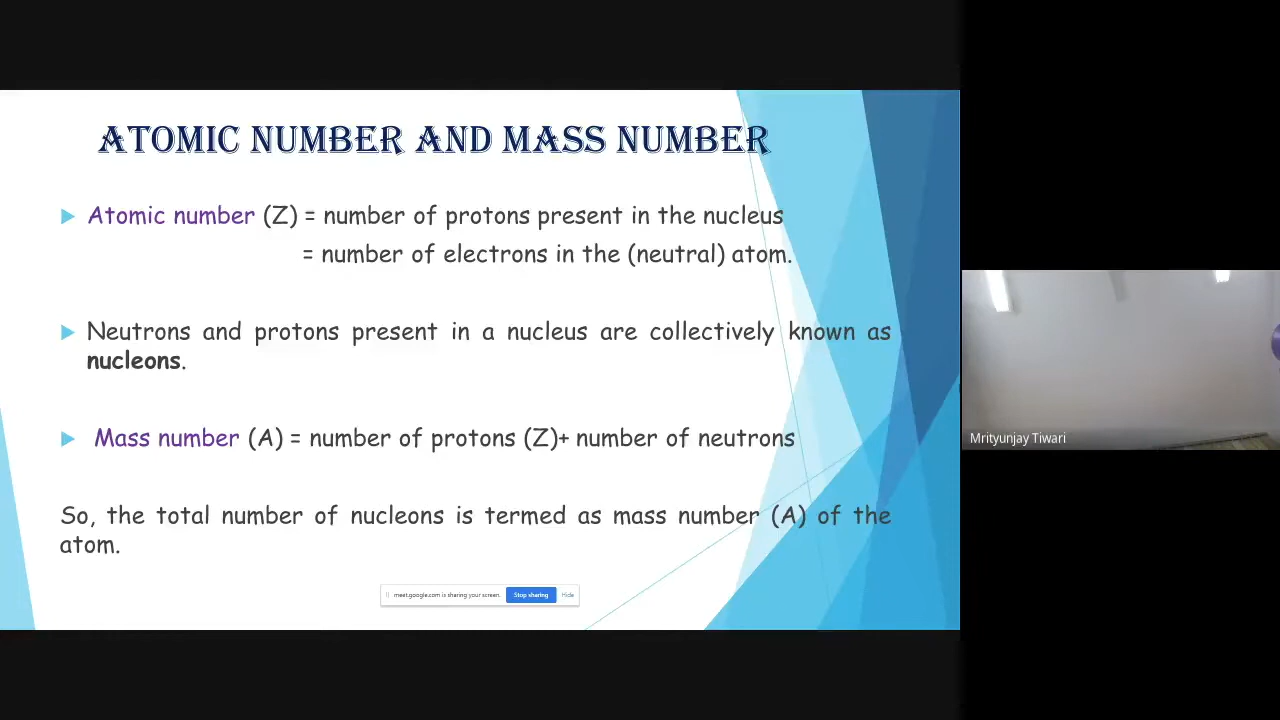 ATOMIC NUMBER AND MASS NUMBER
Atomic number (Z) = number of protons present in the nucleus
= number of electrons in the (neutral) atom.
Neutrons and protons present in a nucleus are collectively known as
nucleons.
Mass number (A) = number of protons (Z)+ number of neutrons
So, the total number of nucleons is termed as mass number (A) of the
atom.
meet.google.com is sharing your screen.
Stop sharing
Hide
Mrityunjay Tiwari